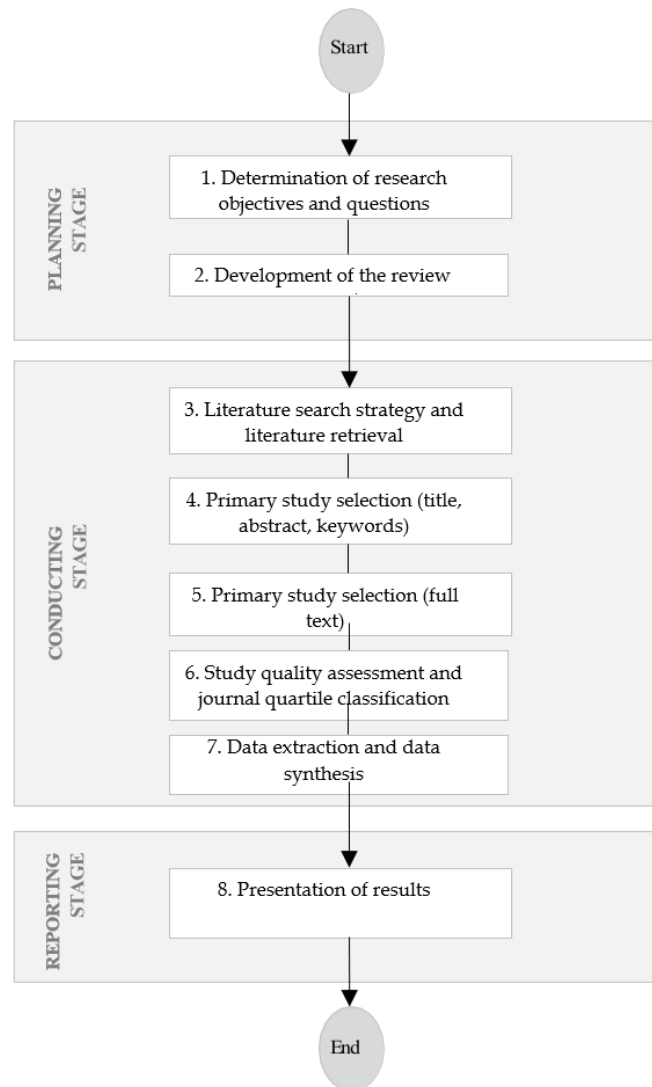 Start
PLANNING
STAGE
1. Determination of research
objectives and questions
2. Development of the review
CONDUCTING
STAGE
3. Literature search strategy and
literature retrieval
4. Primary study selection (title,
abstract, keywords)
5. Primary study selection (full
text)
6. Study quality assessment and
journal quartile classification
7. Data extraction and data
synthesis
REPORTING
STAGE
8. Presentation of results
End